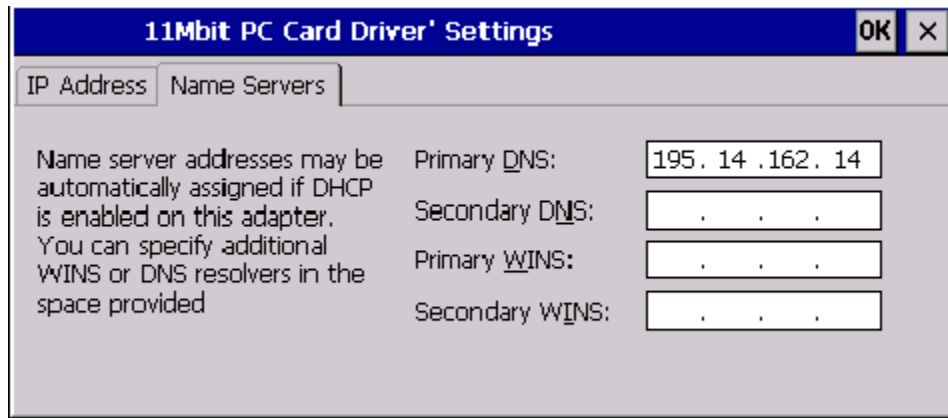 11Mbit PC Card Driver' Settings OK ×
IP Address Name Servers
Name server addresses may be
automatically assigned if DHCP
is enabled on this adapter.
You can specify additional
WINS or DNS resolvers in the
space provided
Primary DNS: 195. 14 .162. 14
Secondary DNS: . . .
Primary WINS: . . .
Secondary WINS: . . .